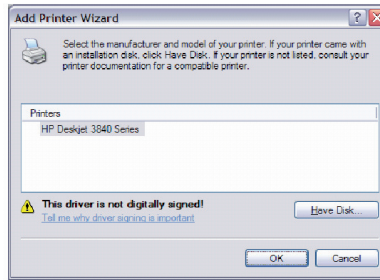 Add Printer Wizard
Select the manufacturer and model of your printer. If your printer came with
an installation disk, click Have Disk. If your printer is not listed, consult your
printer documentation for a compatible printer.
Printers
HP Deskjet 3840 Series
This driver is not digitally signed!
Tell me why driver signing is important
Have Disk...
OK
Cancel